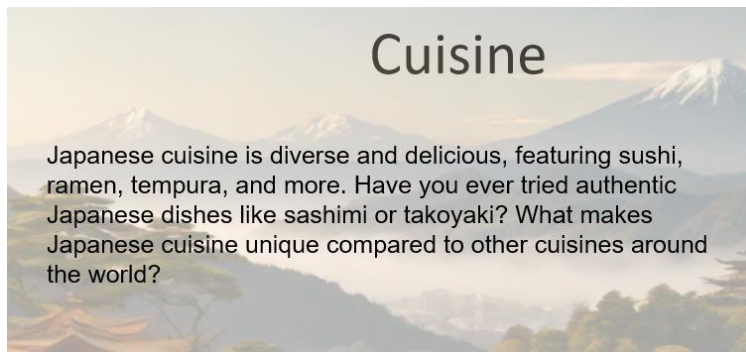 Cuisine
Japanese cuisine is diverse and delicious, featuring sushi,
ramen, tempura, and more. Have you ever tried authentic
Japanese dishes like sashimi or takoyaki? What makes
Japanese cuisine unique compared to other cuisines around
the world?